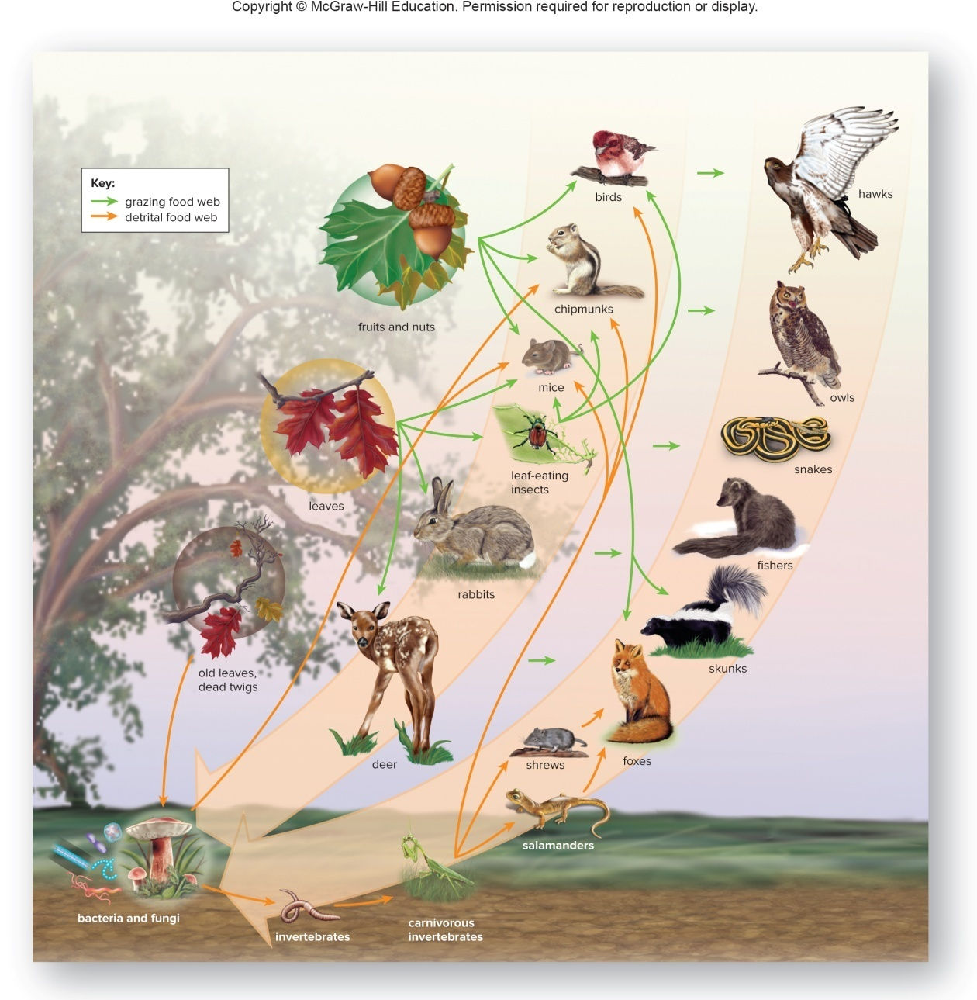 Copyright © McGraw-Hill Education. Permission required for reproduction or display.
Key:
grazing food web
detrital food web
birds
hawks
chipmunks
fruits and nuts
mice
owls
leaf-eating
insects
snakes
leaves
fishers
rabbits
skunks
old leaves,
dead twigs
deer
shrews
foxes
salamanders
bacteria and fungi
invertebrates
carnivorous
invertebrates